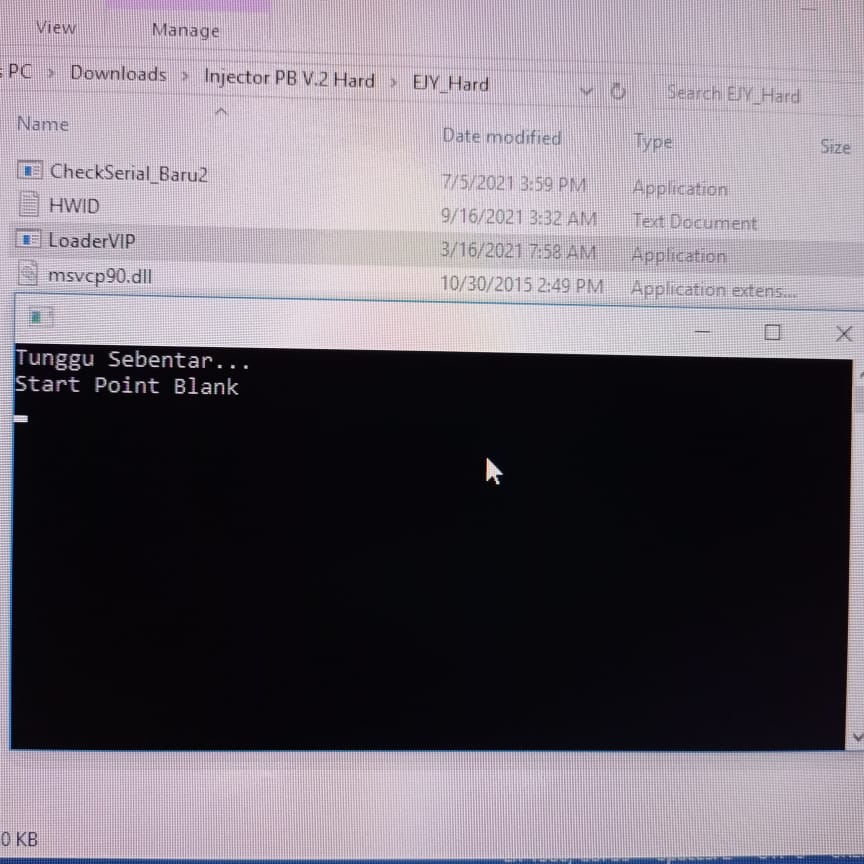 View Manage
PC > Downloads > Injector PB V.2 Hard > EJY_Hard Search EJY_Hard
Name Date modified Type Size
CheckSerial_Baru2 7/5/2021 3:59 PM Application
HWID 9/16/2021 3:32 AM Text Document
LoaderVIP 3/16/2021 7:58 AM Application
msvcp90.dll 10/30/2015 2:49 PM Application extens...
Tunggu Sebentar...
Start Point Blank
0 KB